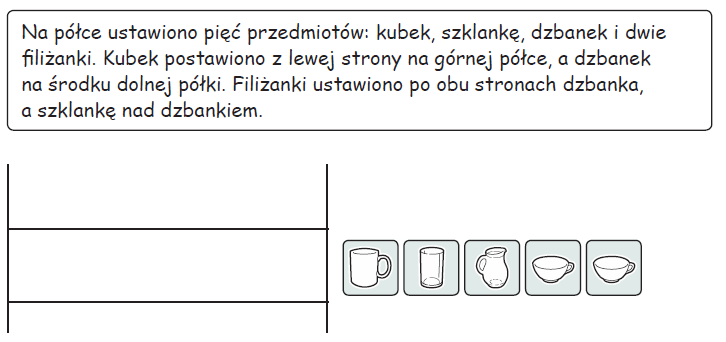 Na półce ustawiono pięć przedmiotów: kubek, szklankę, dzbanek i dwie
filiżanki. Kubek postawiono z lewej strony na górnej półce, a dzbanek
na środku dolnej półki. Filiżanki ustawiono po obu stronach dzbanka,
a szklankę nad dzbankiem.